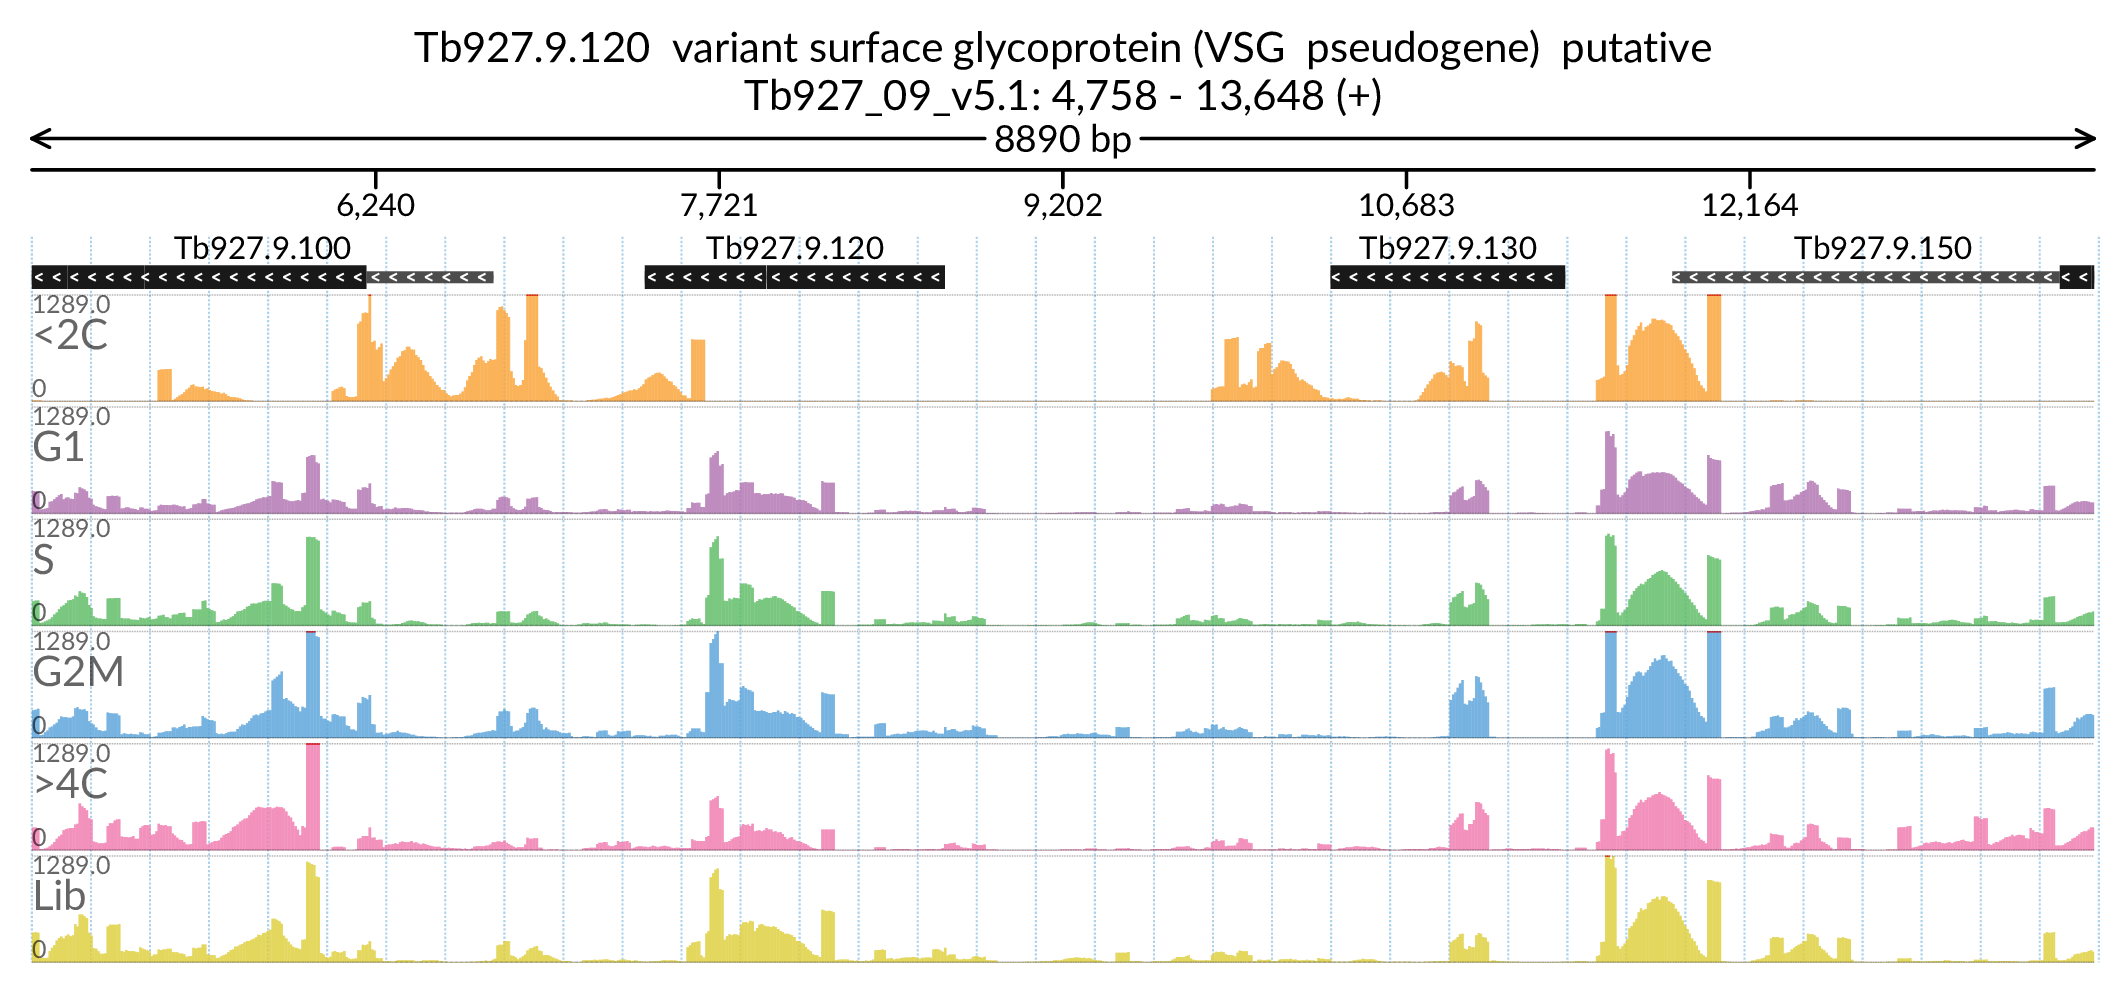 Tb927.9.120  variant surface glycoprotein (VSG  pseudogene)  putative
Tb927_09_v5.1: 4,758 - 13,648 (+)
8890 bp
6,240 7,721 9,202 10,683 12,164
Tb927.9.100 Tb927.9.120 Tb927.9.130 Tb927.9.150
1289.0
<2C
0
1289.0
G1
0
1289.0
S
0
1289.0
G2M
0
1289.0
>4C
0
1289.0
Lib
0